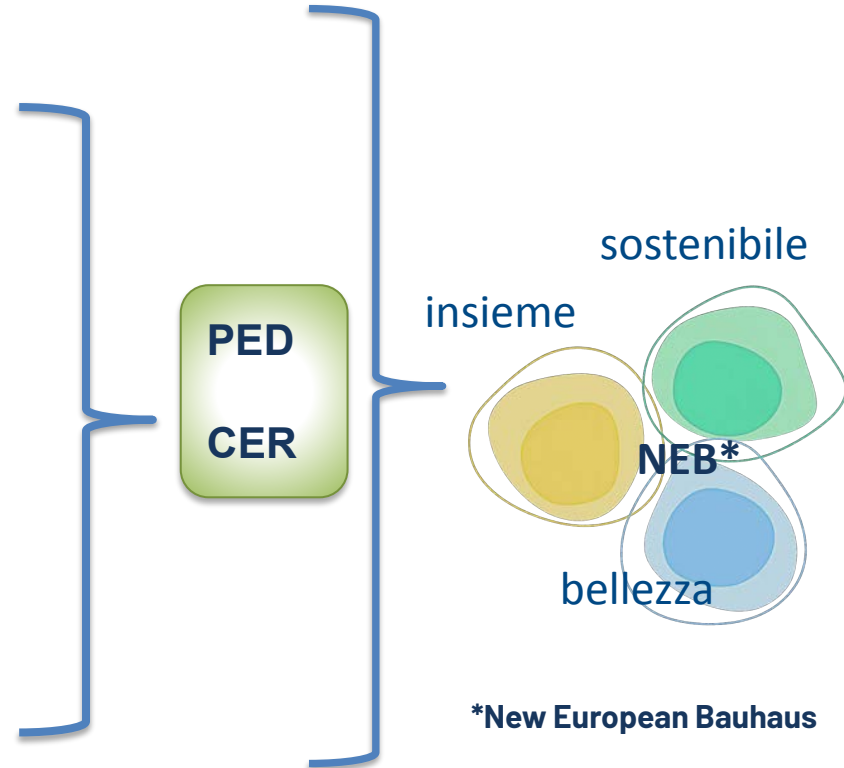 PED
CER
sostenibile
insieme
NEB*
bellezza
*New European Bauhaus